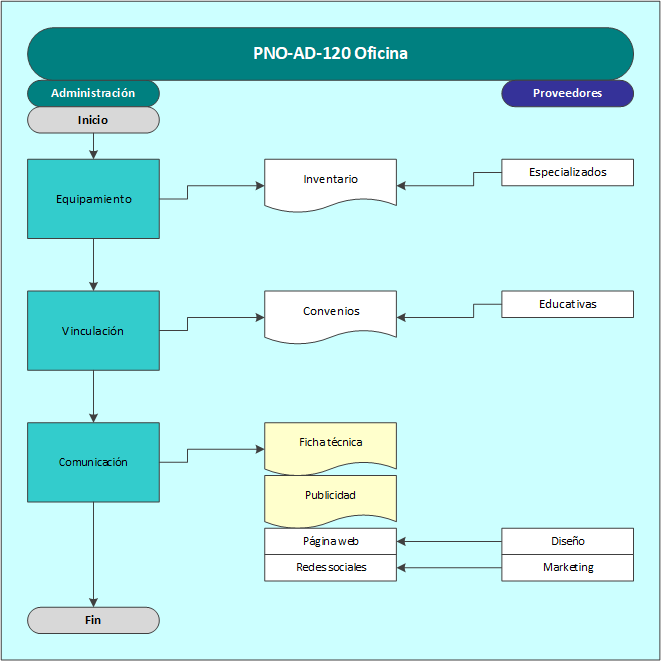 PNO-AD-120 Oficina
Administración
Proveedores
Inicio
Equipamiento
Inventario
Especializados
Vinculación
Convenios
Educativas
Comunicación
Ficha técnica
Publicidad
Página web
Diseño
Redes sociales
Marketing
Fin